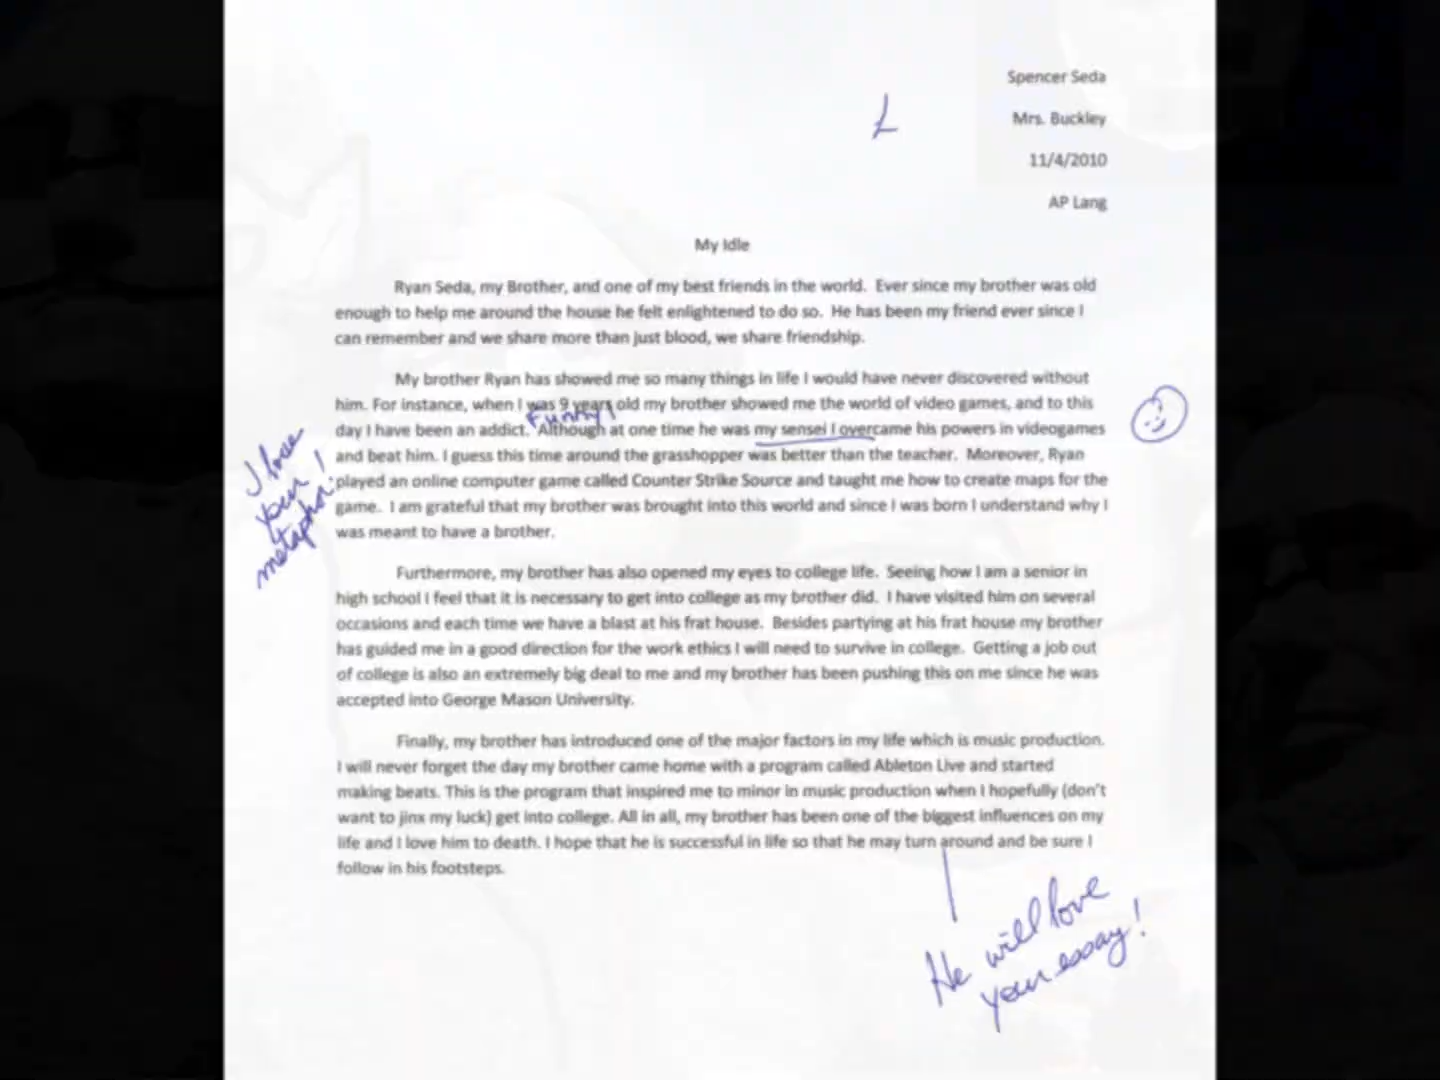 Spencer Seda
Mrs. Buckley
11/4/2010
AP Lang
My Idle
Ryan Seda, my Brother, and one of my best friends in the world. Ever since my brother was old
enough to help me around the house he felt enlightened to do so. He has been my friend ever since I
can remember and we share more than just blood, we share friendship.
My brother Ryan has showed me so many things in life I would have never discovered without
him. For instance, when I was 9 years old my brother showed me the world of video games, and to this
Funny!
day I have been an addict. Although at one time he was my sensei I overcame his powers in videogames
and beat him. I guess this time around the grasshopper was better than the teacher. Moreover, Ryan
played an online computer game called Counter Strike Source and taught me how to create maps for the
game. I am grateful that my brother was brought into this world and since I was born I understand why I
was meant to have a brother.
I love
your
metaphor!
Furthermore, my brother has also opened my eyes to college life. Seeing how I am a senior in
high school I feel that it is necessary to get into college as my brother did. I have visited him on several
occasions and each time we have a blast at his frat house. Besides partying at his frat house my brother
has guided me in a good direction for the work ethics I will need to survive in college. Getting a job out
of college is also an extremely big deal to me and my brother has been pushing this on me since he was
accepted into George Mason University.
Finally, my brother has introduced one of the major factors in my life which is music production.
I will never forget the day my brother came home with a program called Ableton Live and started
making beats. This is the program that inspired me to minor in music production when I hopefully (don't
want to jinx my luck) get into college. All in all, my brother has been one of the biggest influences on my
life and I love him to death. I hope that he is successful in life so that he may turn around and be sure I
follow in his footsteps.
He will love
your essay!